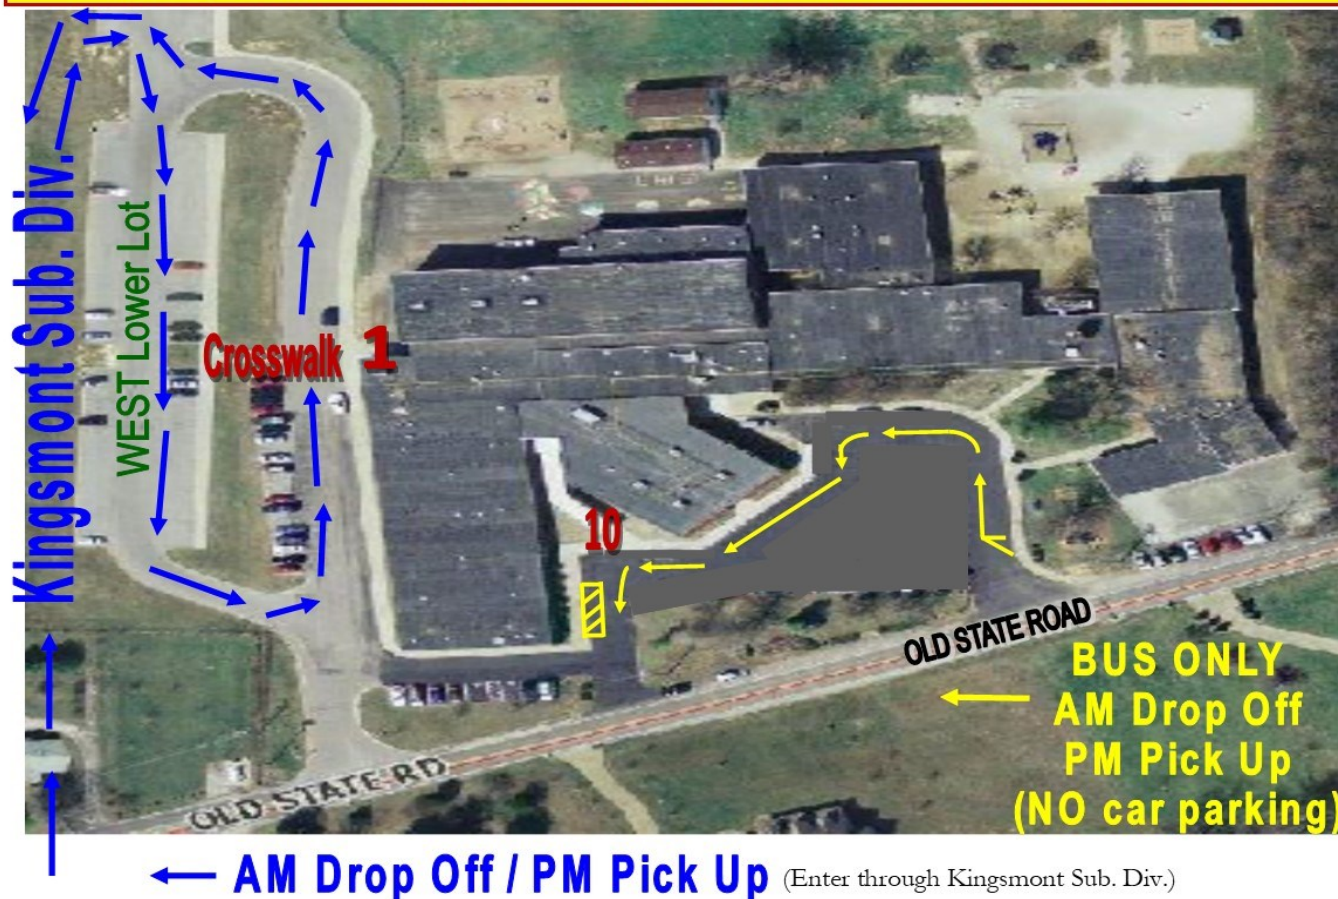 Kingsmont Sub. Div.
WEST Lower Lot
Crosswalk 1
10
OLD STATE ROAD
BUS ONLY
AM Drop Off
PM Pick Up
(NO car parking)
OLD STATE RD
AM Drop Off / PM Pick Up (Enter through Kingsmont Sub. Div.)